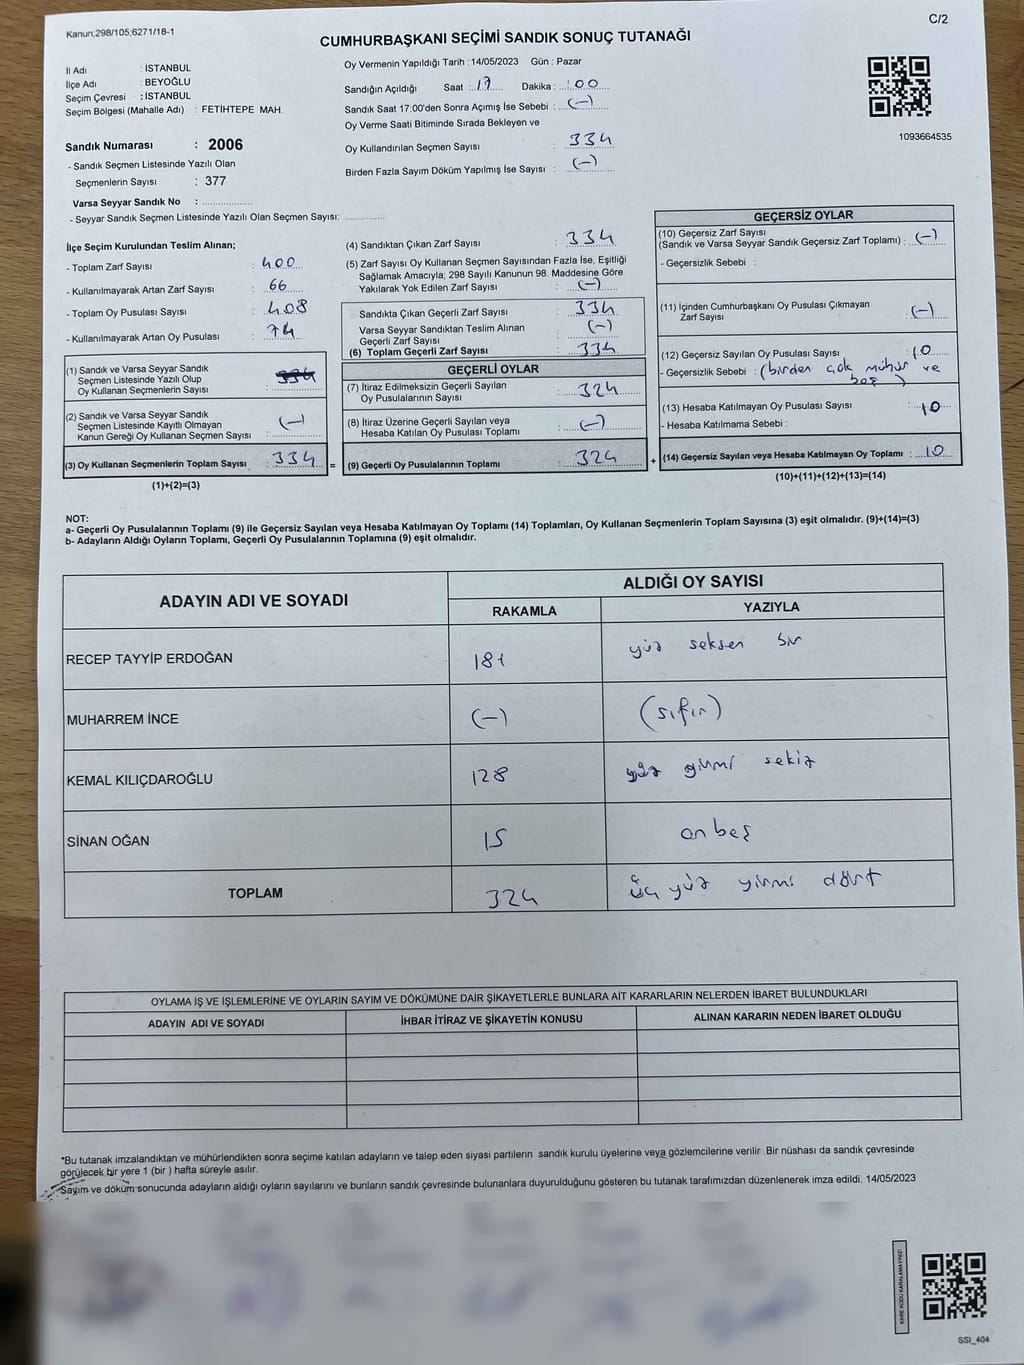 Kanun,298/105;6271/18-1
C/2
CUMHURBAŞKANI SEÇİMİ SANDIK SONUÇ TUTANAĞI
İl Adı : İSTANBUL
İlçe Adı : BEYOĞLU
Seçim Çevresi : İSTANBUL
Seçim Bölgesi (Mahalle Adı) : FETİHTEPE MAH.
Oy Vermenin Yapıldığı Tarih : 14/05/2023 Gün : Pazar
Sandığın Açıldığı Saat : 17 Dakika : 00
Sandık Saat 17:00'den Sonra Açımış İse Sebebi : (-)
Oy Verme Saati Bitiminde Sırada Bekleyen ve
Oy Kullandırılan Seçmen Sayısı : 334
Birden Fazla Sayım Döküm Yapılmış İse Sayısı : (-)
1093664535
Sandık Numarası : 2006
- Sandık Seçmen Listesinde Yazılı Olan
Seçmenlerin Sayısı : 377
Varsa Seyyar Sandık No :
- Seyyar Sandık Seçmen Listesinde Yazılı Olan Seçmen Sayısı:
İlçe Seçim Kurulundan Teslim Alınan;
- Toplam Zarf Sayısı : 400
- Kullanılmayarak Artan Zarf Sayısı : 66
- Toplam Oy Pusulası Sayısı : 408
- Kullanılmayarak Artan Oy Pusulası : 74
(1) Sandık ve Varsa Seyyar Sandık
Seçmen Listesinde Yazılı Olup
Oy Kullanan Seçmenlerin Sayısı : 334
(2) Sandık ve Varsa Seyyar Sandık
Seçmen Listesinde Kayıtlı Olmayan
Kanun Gereği Oy Kullanan Seçmen Sayısı : (-)
(3) Oy Kullanan Seçmenlerin Toplam Sayısı : 334 =
(1)+(2)=(3)
(4) Sandıktan Çıkan Zarf Sayısı : 334
(5) Zarf Sayısı Oy Kullanan Seçmen Sayısından Fazla İse, Eşitliği
Sağlamak Amacıyla; 298 Sayılı Kanunun 98. Maddesine Göre
Yakılarak Yok Edilen Zarf Sayısı : (-)
Sandıkta Çıkan Geçerli Zarf Sayısı : 334
Varsa Seyyar Sandıktan Teslim Alınan
Geçerli Zarf Sayısı : (-)
(6) Toplam Geçerli Zarf Sayısı : 334
GEÇERLİ OYLAR
(7) İtiraz Edilmeksizin Geçerli Sayılan
Oy Pusulalarının Sayısı : 324
(8) İtiraz Üzerine Geçerli Sayılan veya
Hesaba Katılan Oy Pusulası Toplamı : (-)
(9) Geçerli Oy Pusulalarının Toplamı : 324 +
GEÇERSİZ OYLAR
(10) Geçersiz Zarf Sayısı
(Sandık ve Varsa Seyyar Sandık Geçersiz Zarf Toplamı) : (-)
- Geçersizlik Sebebi :
(11) İçinden Cumhurbaşkanı Oy Pusulası Çıkmayan
Zarf Sayısı : (-)
(12) Geçersiz Sayılan Oy Pusulası Sayısı : 10
- Geçersizlik Sebebi : (birden çok mühür ve
boş)
(13) Hesaba Katılmayan Oy Pusulası Sayısı : 10
- Hesaba Katılmama Sebebi :
(14) Geçersiz Sayılan veya Hesaba Katılmayan Oy Toplamı : 10
(10)+(11)+(12)+(13)=(14)
NOT:
a- Geçerli Oy Pusulalarının Toplamı (9) ile Geçersiz Sayılan veya Hesaba Katılmayan Oy Toplamı (14) Toplamları, Oy Kullanan Seçmenlerin Toplam Sayısına (3) eşit olmalıdır. (9)+(14)=(3)
b- Adayların Aldığı Oyların Toplamı, Geçerli Oy Pusulalarının Toplamına (9) eşit olmalıdır.
ADAYIN ADI VE SOYADI ALDIĞI OY SAYISI
RAKAMLA YAZIYLA
RECEP TAYYİP ERDOĞAN 181 yüz seksen bir
MUHARREM İNCE (-) (sıfır)
KEMAL KILIÇDAROĞLU 128 yüz yirmi sekiz
SİNAN OĞAN 15 on beş
TOPLAM 324 üç yüz yirmi dört
OYLAMA İŞ VE İŞLEMLERİNE VE OYLARIN SAYIM VE DÖKÜMÜNE DAİR ŞİKAYETLERLE BUNLARA AİT KARARLARIN NELERDEN İBARET BULUNDUKLARI
ADAYIN ADI VE SOYADI İHBAR İTİRAZ VE ŞİKAYETİN KONUSU ALINAN KARARIN NEDEN İBARET OLDUĞU
*Bu tutanak imzalandıktan ve mühürlendikten sonra seçime katılan adayların ve talep eden siyasi partilerin sandık kurulu üyelerine veya gözlemcilerine verilir .Bir nüshası da sandık çevresinde
görülecek bir yere 1 (bir ) hafta süreyle asılır.
*Sayım ve döküm sonucunda adayların aldığı oyların sayılarını ve bunların sandık çevresinde bulunanlara duyurulduğunu gösteren bu tutanak tarafımızdan düzenlenerek imza edildi. 14/05/2023
KARE KODU KARALAMAYINIZ!
SSI_404